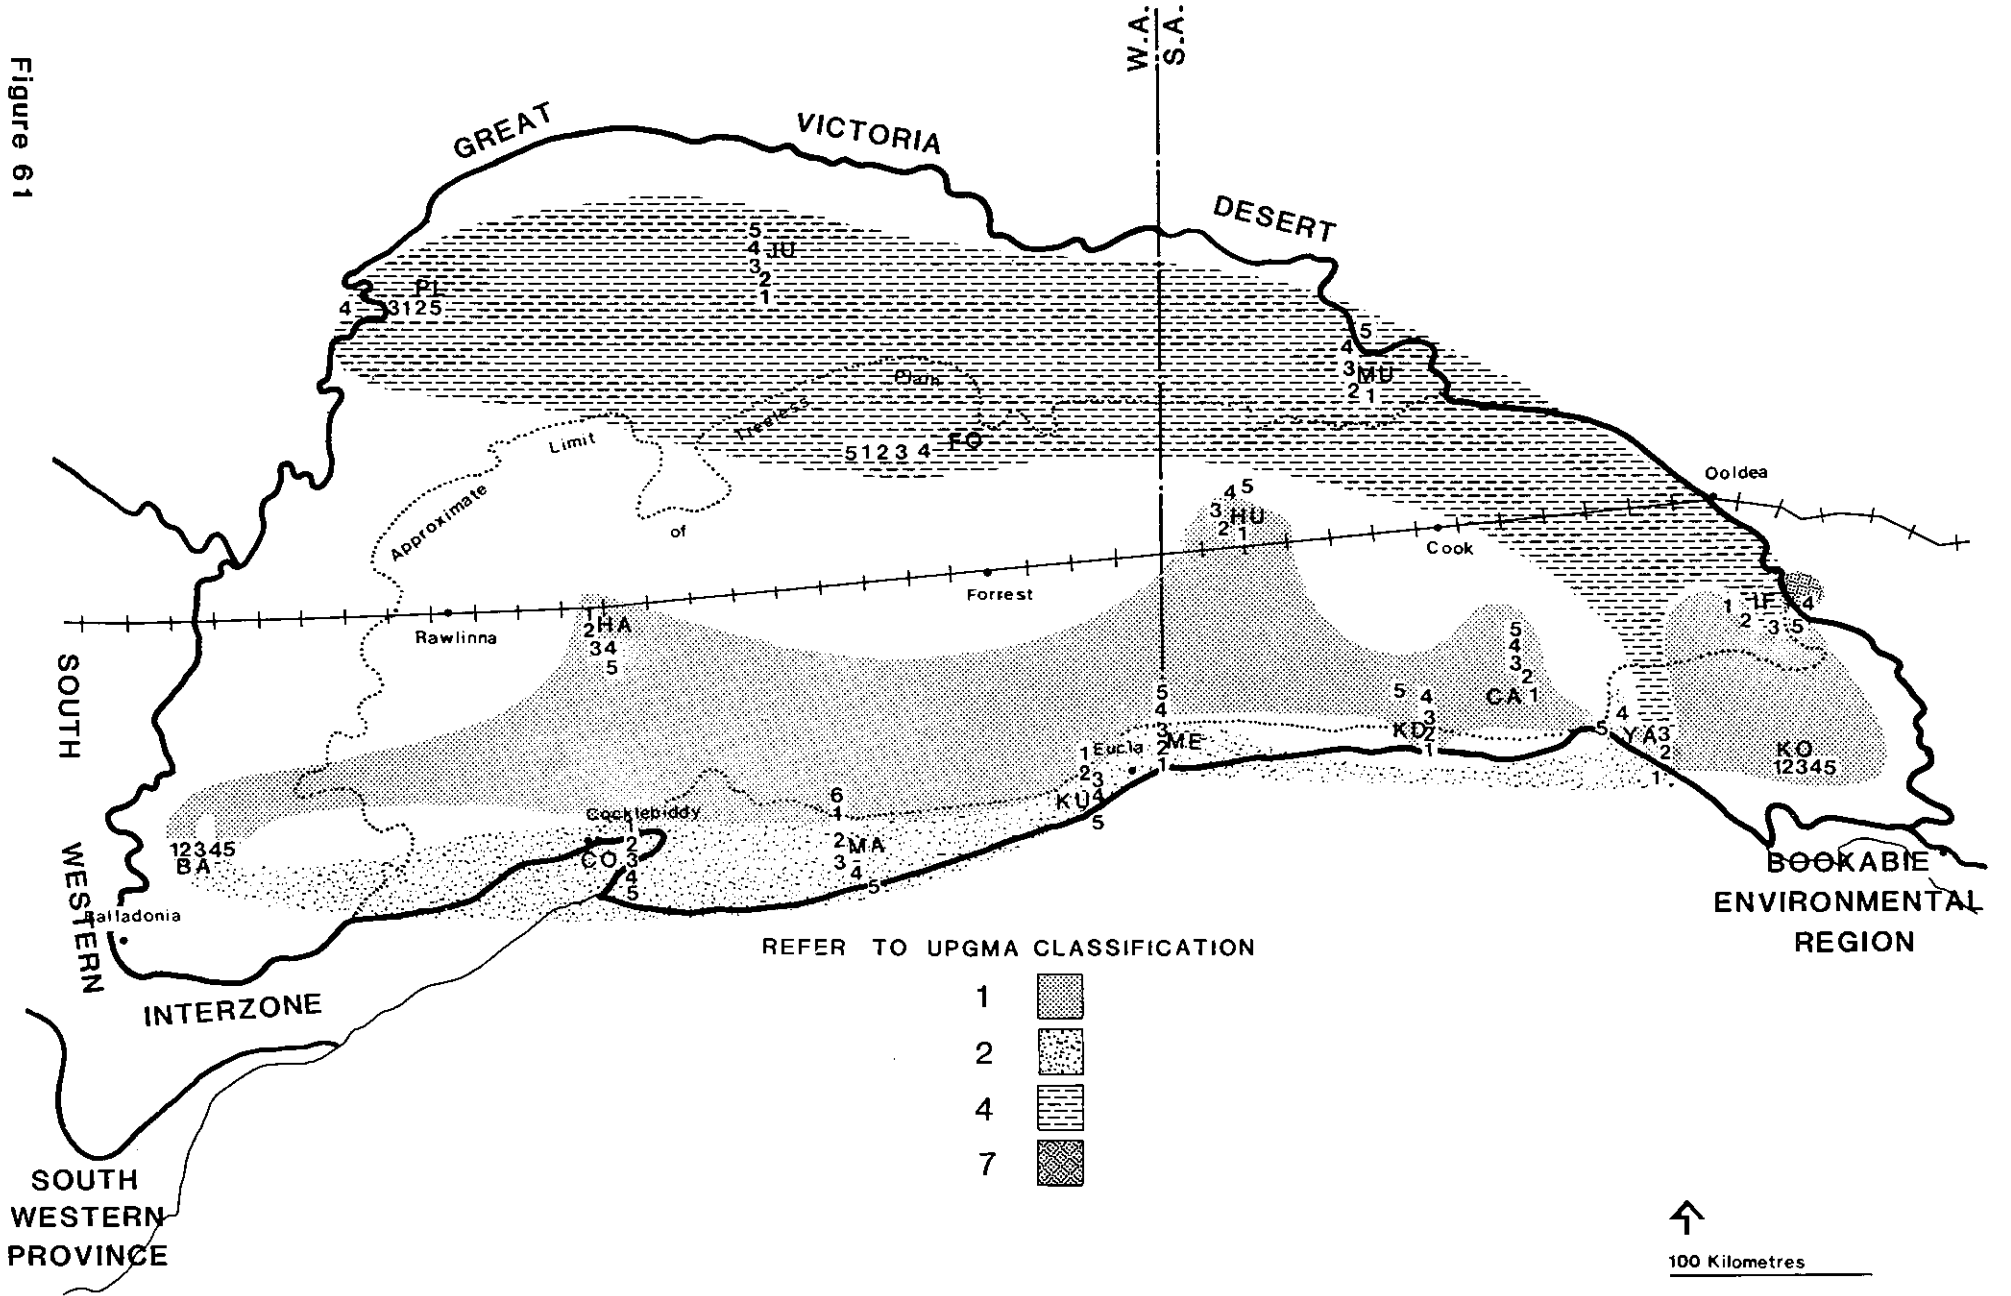 Figure 61
W.A.
S.A.
GREAT
VICTORIA
DESERT
5
4 JU
3
2
1
PL
4
3125
5
4
3 MU
2 1
Plain
Treeless
Limit
Approximate
of
FO
51234
Ooldea
4 5
3 HU
2 1
Cook
Forrest
Rawlinna
1
2 HA
34
5
1 IF 4
2
3 5
5
4
3
2
CA 1
5 4
3
KD 2
1
5
4
3
2 ME
1
4
5 YA 3
2
1
KO
12345
1 Eucla
2 3
KU 4
5
6
1
2 MA
3
4
5
Cocklebiddy
1
2
CO 3
4
5
12345
BA
SOUTH
WESTERN
Balladonia
INTERZONE
BOOKABIE
ENVIRONMENTAL
REGION
REFER TO UPGMA CLASSIFICATION
1
2
4
7
SOUTH
WESTERN
PROVINCE
100 Kilometres